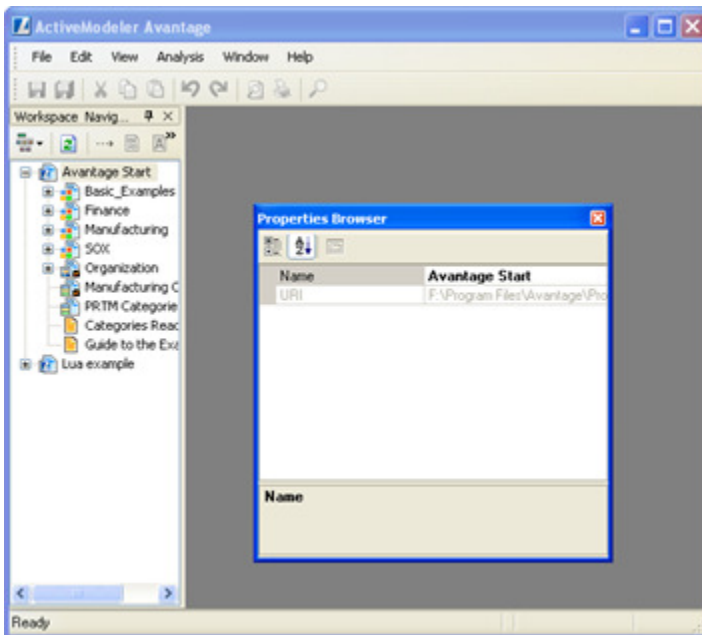 ActiveModeler Avantage
File Edit View Analysis Window Help
Workspace Navig...
Avantage Start
Basic_Examples
Finance
Manufacturing
SOX
Organization
Manufacturing C
PRTM Categorie
Categories Reac
Guide to the Exa
Lua example
Properties Browser
Name Avantage Start
URI F:\Program Files\Avantage\Pro
Name
Ready